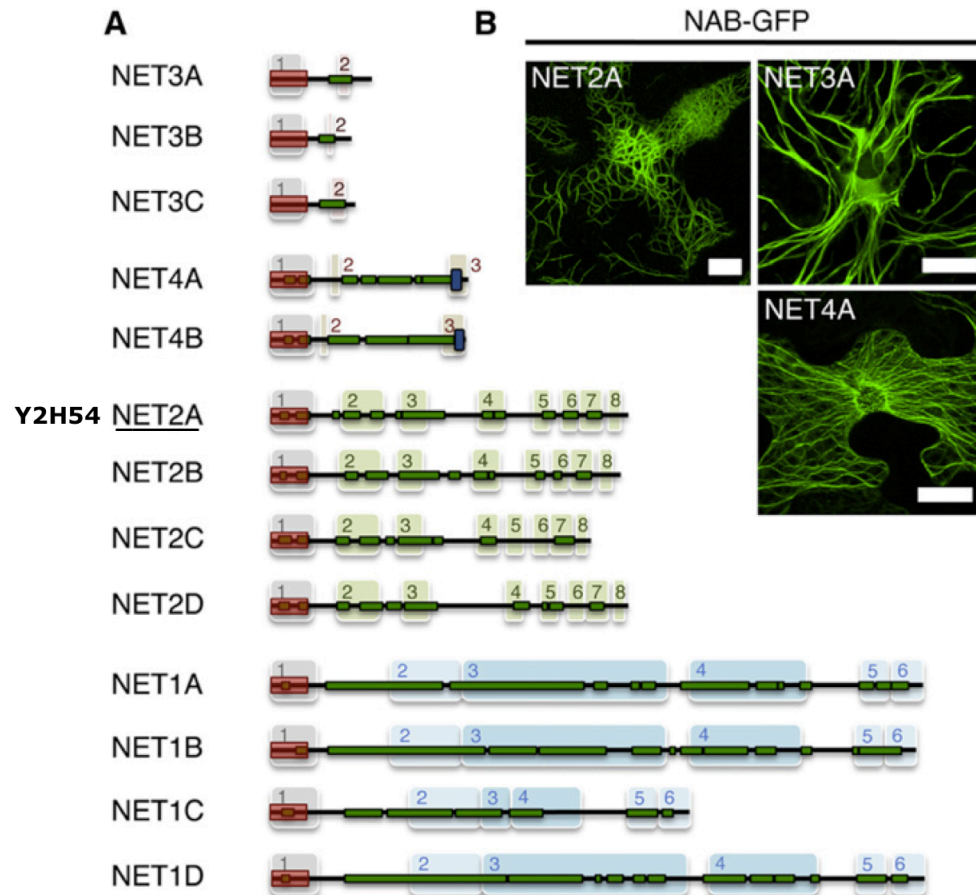 A
B
NAB-GFP
NET2A
NET3A
NET4A
NET3A 1 2
NET3B 1 2
NET3C 1 2
NET4A 1 2 3
NET4B 1 2 3
Y2H54 NET2A 1 2 3 4 5 6 7 8
NET2B 1 2 3 4 5 6 7 8
NET2C 1 2 3 4 5 6 7 8
NET2D 1 2 3 4 5 6 7 8
NET1A 1 2 3 4 5 6
NET1B 1 2 3 4 5 6
NET1C 1 2 3 4 5 6
NET1D 1 2 3 4 5 6